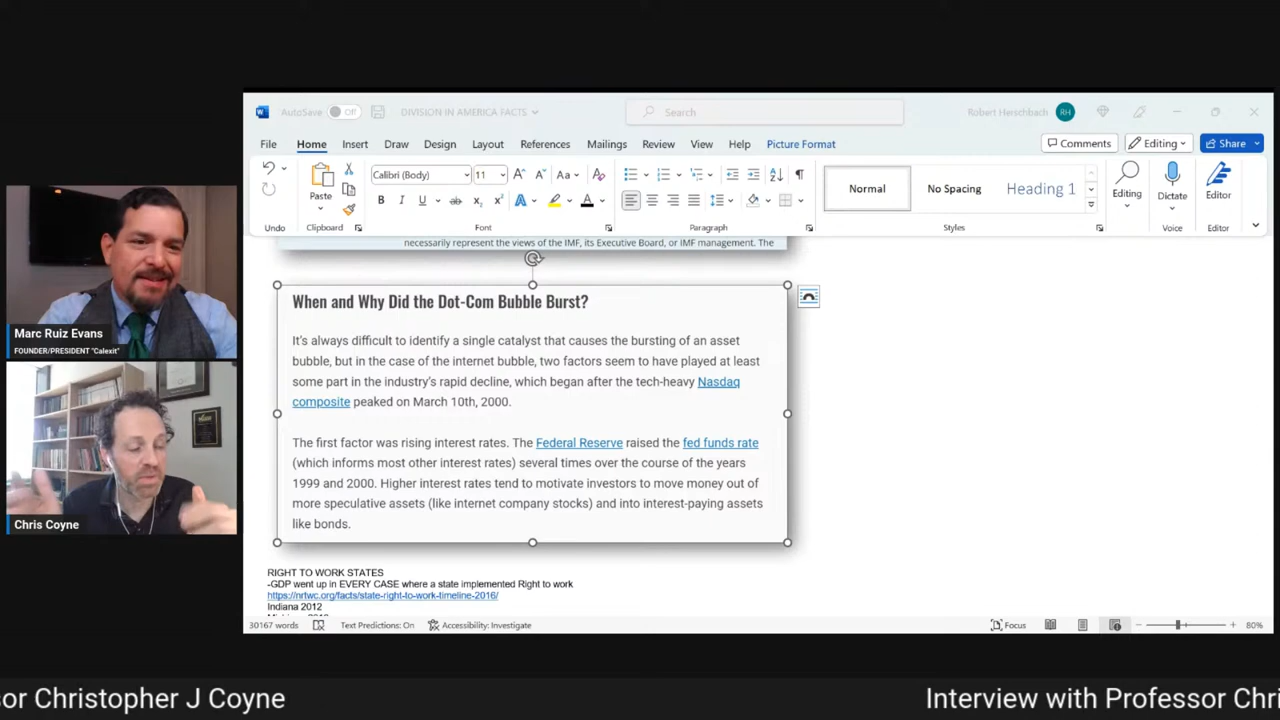 AutoSave
Off
DIVISION IN AMERICA FACTS
Search
Robert Herschbach
RH
File
Home
Insert
Draw
Design
Layout
References
Mailings
Review
View
Help
Picture Format
Comments
Editing
Share
Paste
Calibri (Body)
11
Normal
No Spacing
Heading 1
Editing
Dictate
Editor
Undo
Clipboard
Font
Paragraph
Styles
Voice
Editor
necessarily represent the views of the IMF, its Executive Board, or IMF management. The
When and Why Did the Dot-Com Bubble Burst?
It's always difficult to identify a single catalyst that causes the bursting of an asset
bubble, but in the case of the internet bubble, two factors seem to have played at least
some part in the industry's rapid decline, which began after the tech-heavy Nasdaq
composite peaked on March 10th, 2000.
The first factor was rising interest rates. The Federal Reserve raised the fed funds rate
(which informs most other interest rates) several times over the course of the years
1999 and 2000. Higher interest rates tend to motivate investors to move money out of
more speculative assets (like internet company stocks) and into interest-paying assets
like bonds.
RIGHT TO WORK STATES
-GDP went up in EVERY CASE where a state implemented Right to work
https://nrtwc.org/facts/state-right-to-work-timeline-2016/
Indiana 2012
30167 words
Text Predictions: On
Accessibility: Investigate
Focus
80%
Marc Ruiz Evans
FOUNDER/PRESIDENT "Calexit"
Chris Coyne
sor Christopher J Coyne
Interview with Professor Chri